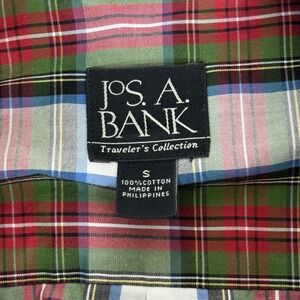 JOS. A.
BANK
Traveler's Collection
S
100% COTTON
MADE IN
PHILIPPINES